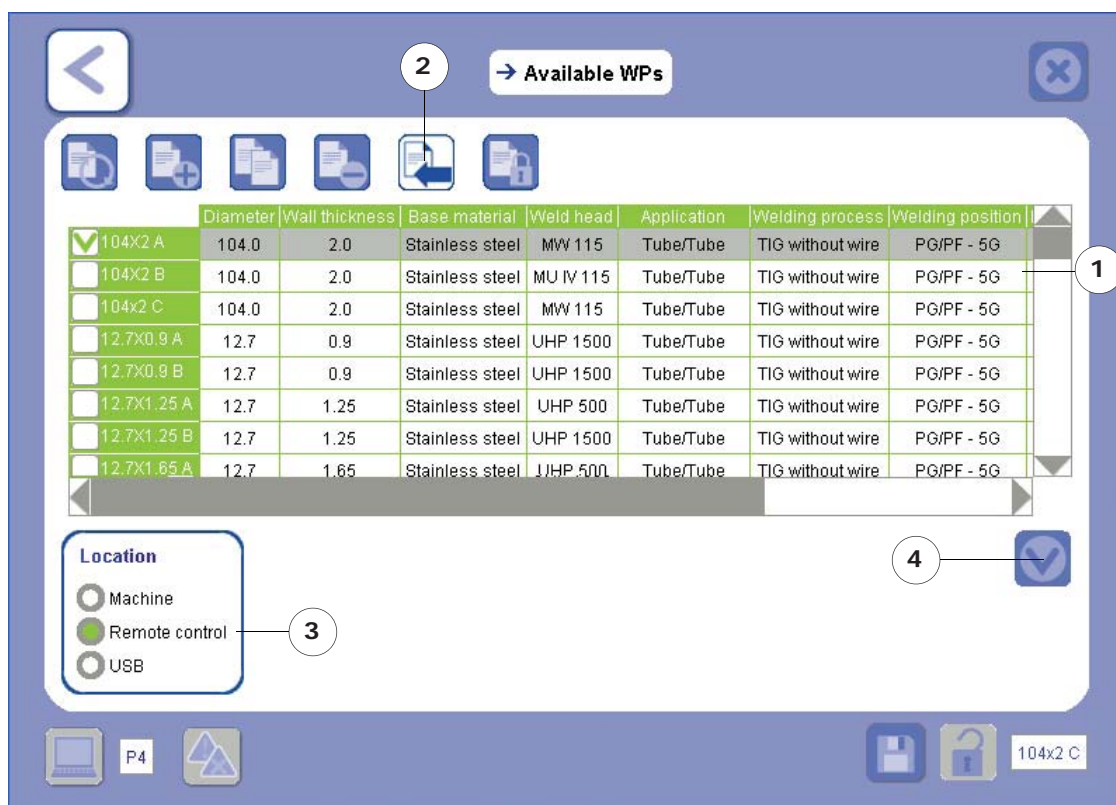 2
→ Available WPs
Diameter Wall thickness Base material Weld head Application Welding process Welding position
104X2 A 104.0 2.0 Stainless steel MW 115 Tube/Tube TIG without wire PG/PF - 5G
104X2 B 104.0 2.0 Stainless steel MU IV 115 Tube/Tube TIG without wire PG/PF - 5G
1
104x2 C 104.0 2.0 Stainless steel MW 115 Tube/Tube TIG without wire PG/PF - 5G
12.7X0.9 A 12.7 0.9 Stainless steel UHP 1500 Tube/Tube TIG without wire PG/PF - 5G
12.7X0.9 B 12.7 0.9 Stainless steel UHP 1500 Tube/Tube TIG without wire PG/PF - 5G
12.7X1.25 A 12.7 1.25 Stainless steel UHP 500 Tube/Tube TIG without wire PG/PF - 5G
12.7X1.25 B 12.7 1.25 Stainless steel UHP 1500 Tube/Tube TIG without wire PG/PF - 5G
12.7X1.65 A 12.7 1.65 Stainless steel UHP 500 Tube/Tube TIG without wire PG/PF - 5G
Location
4
Machine
Remote control
3
USB
P4
104x2 C